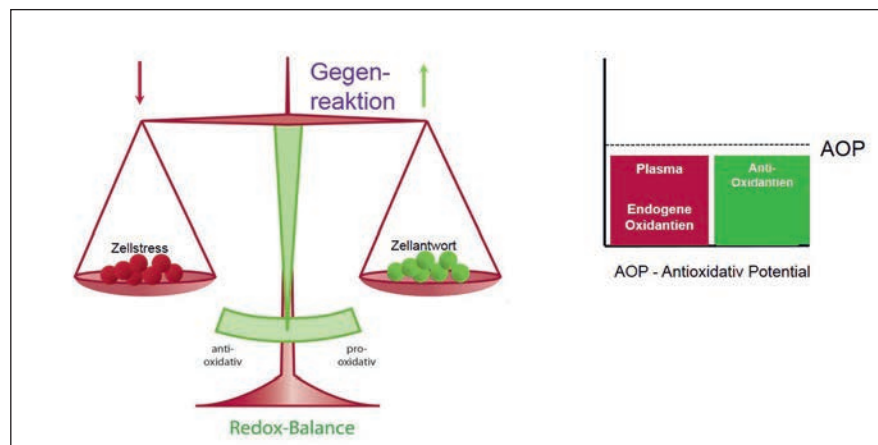 Gegen-
reaktion
Zellstress
Zellantwort
anti-
oxidativ
pro-
oxidativ
Redox-Balance
AOP
Plasma
Endogene
Oxidantien
Anti-
Oxidantien
AOP - Antioxidativ Potential